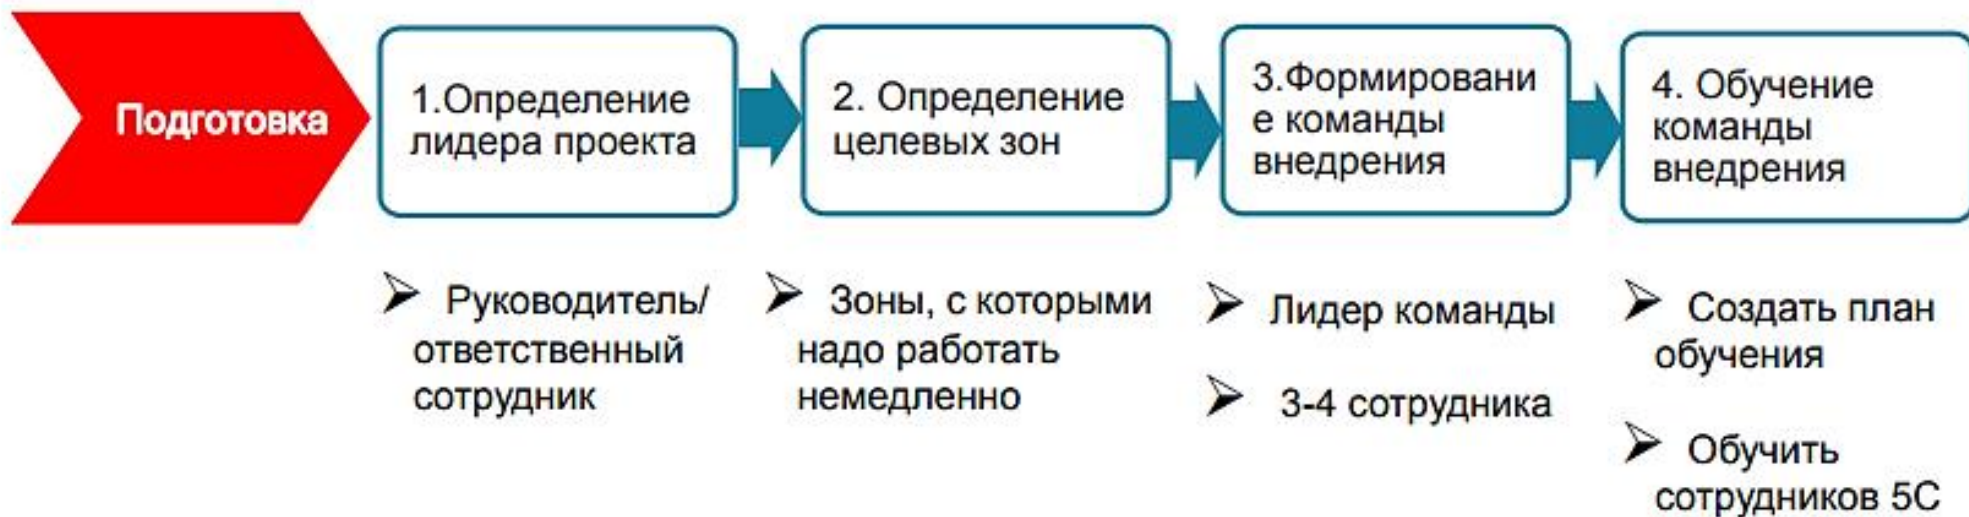 Подготовка
1.Определение
лидера проекта
2. Определение
целевых зон
3.Формировани
е команды
внедрения
4. Обучение
команды
внедрения
Руководитель/
ответственный
сотрудник
Зоны, с которыми
надо работать
немедленно
Лидер команды
3-4 сотрудника
Создать план
обучения
Обучить
сотрудников 5С